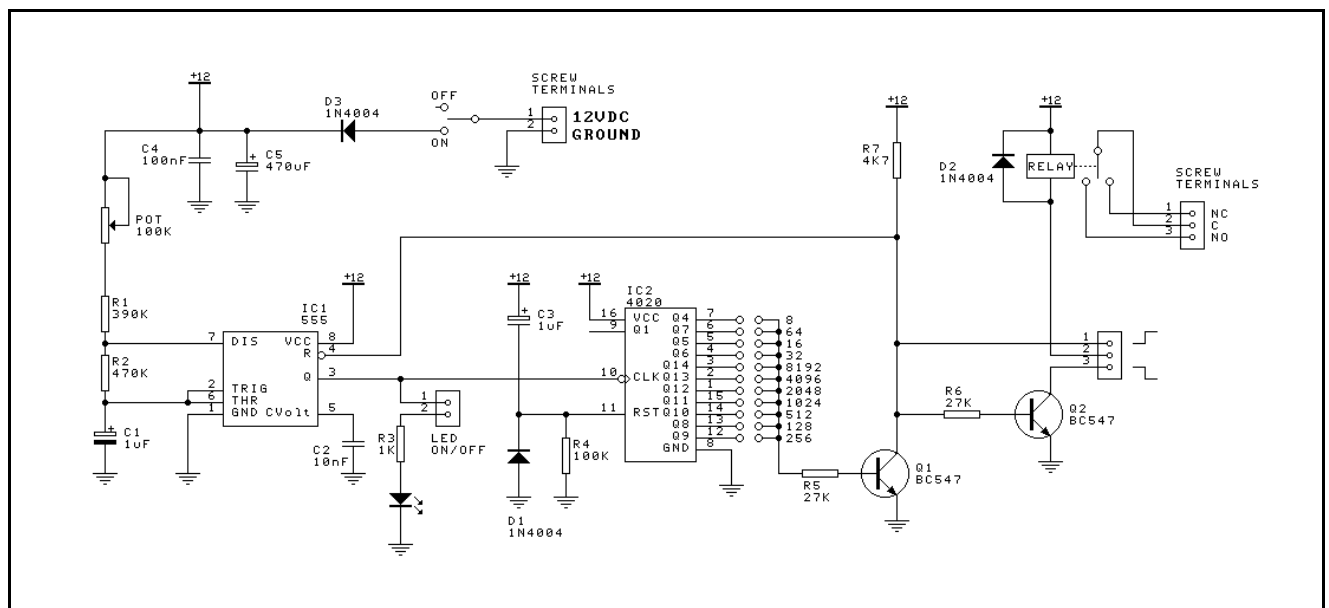 +12
C4
100nF
C5
470uF
D3
1N4004
OFF
ON
SCREW
TERMINALS
1 12VDC
2 GROUND
POT
100K
R1
390K
R2
470K
C1
1uF
IC1
555
+12
7 DIS VCC 8
R 4
Q 3
2 TRIG
6 THR
1 GND CVolt 5
C2
10nF
R3
1K
1
2
LED
ON/OFF
+12
C3
1uF
D1
1N4004
R4
100K
+12
IC2
4020
16 VCC Q4 7 8
9 Q1 Q7 6 64
Q5 5 16
Q6 4 32
Q14 3 8192
10 CLK Q13 2 4096
Q12 1 2048
Q11 15 1024
11 RST Q10 14 512
Q8 13 128
Q9 12 256
GND 8
R5
27K
+12
R7
4K7
Q1
BC547
R6
27K
Q2
BC547
+12
D2
1N4004
RELAY
SCREW
TERMINALS
1 NC
2 C
3 NO
1
2
3